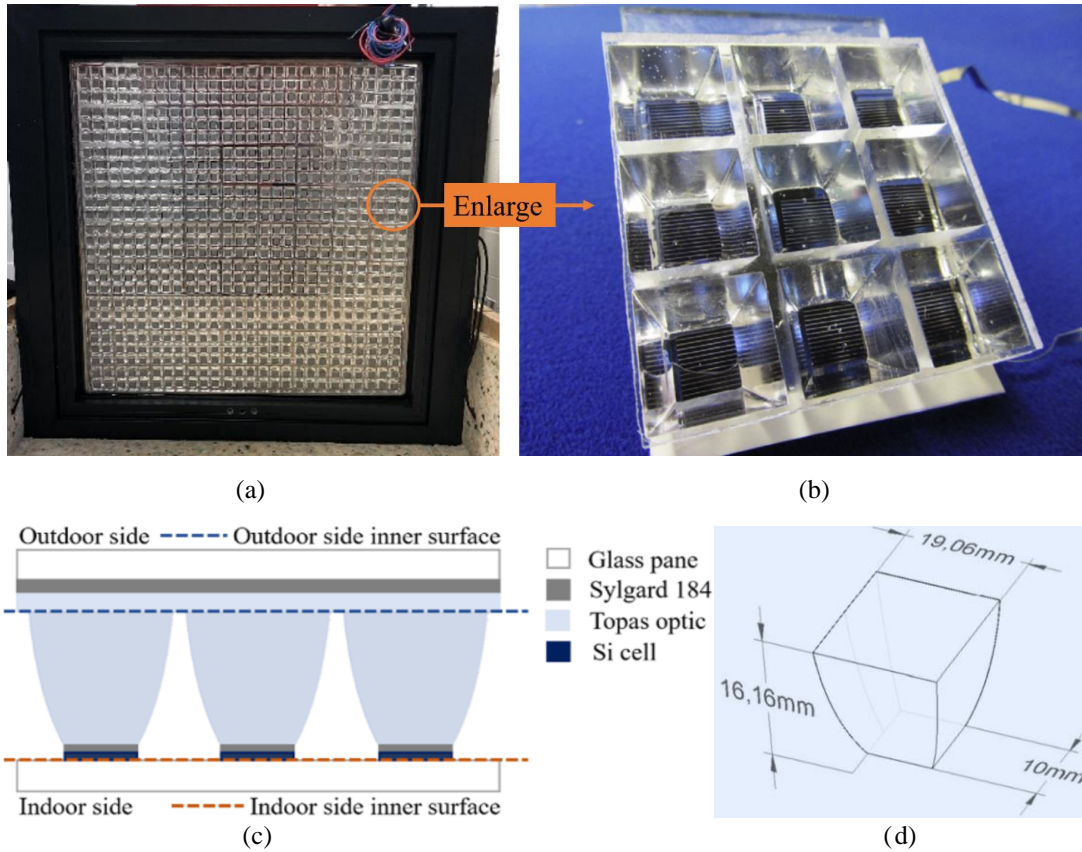 Enlarge
(a)
(b)
Outdoor side
Outdoor side inner surface
Glass pane
Sylgard 184
Topas optic
Si cell
Indoor side
Indoor side inner surface
(c)
19,06mm
16,16mm
10mm
(d)